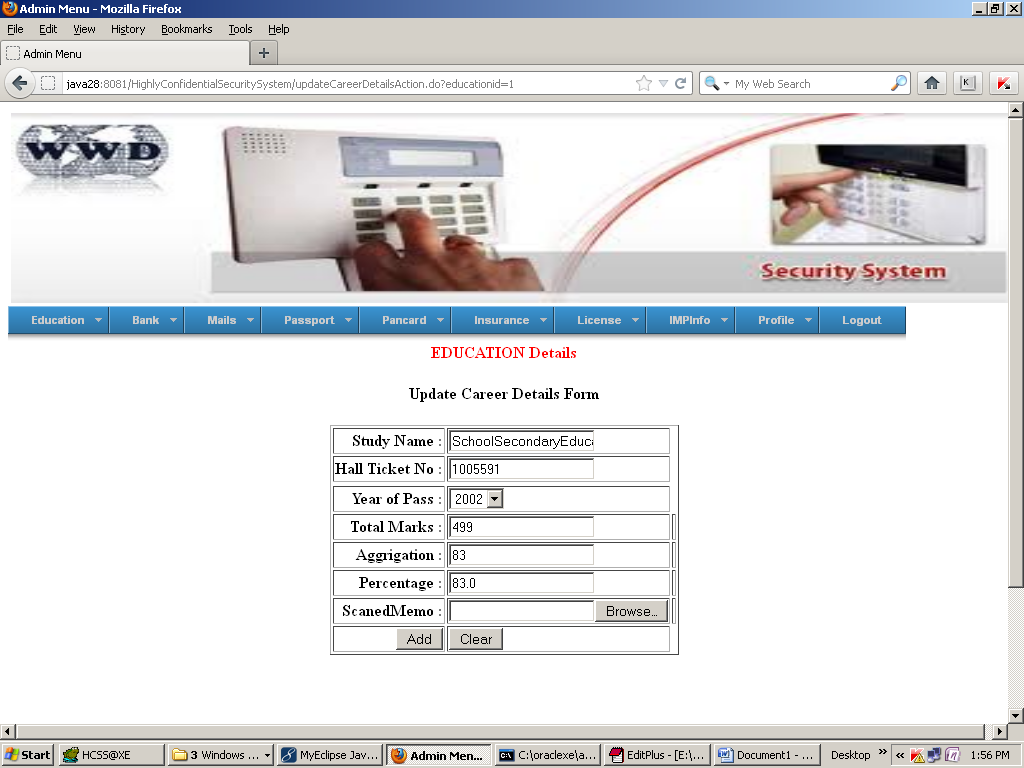 Admin Menu - Mozilla Firefox
File Edit View History Bookmarks Tools Help
Admin Menu
java28:8081/HighlyConfidentialSecuritySystem/updateCareerDetailsAction.do?educationid=1 My Web Search
WWD
Security System
Education Bank Mails Passport Pancard Insurance License IMPInfo Profile Logout
EDUCATION Details
Update Career Details Form
Study Name : SchoolSecondaryEduc
Hall Ticket No : 1005591
Year of Pass : 2002
Total Marks : 499
Aggrigation : 83
Percentage : 83.0
ScanedMemo : Browse...
Add Clear
Start HCSS@XE 3 Windows ... MyEclipse Jav... Admin Men... C:\oraclexe\a... EditPlus - [E:\... Document1 - ... Desktop » « 1:56 PM